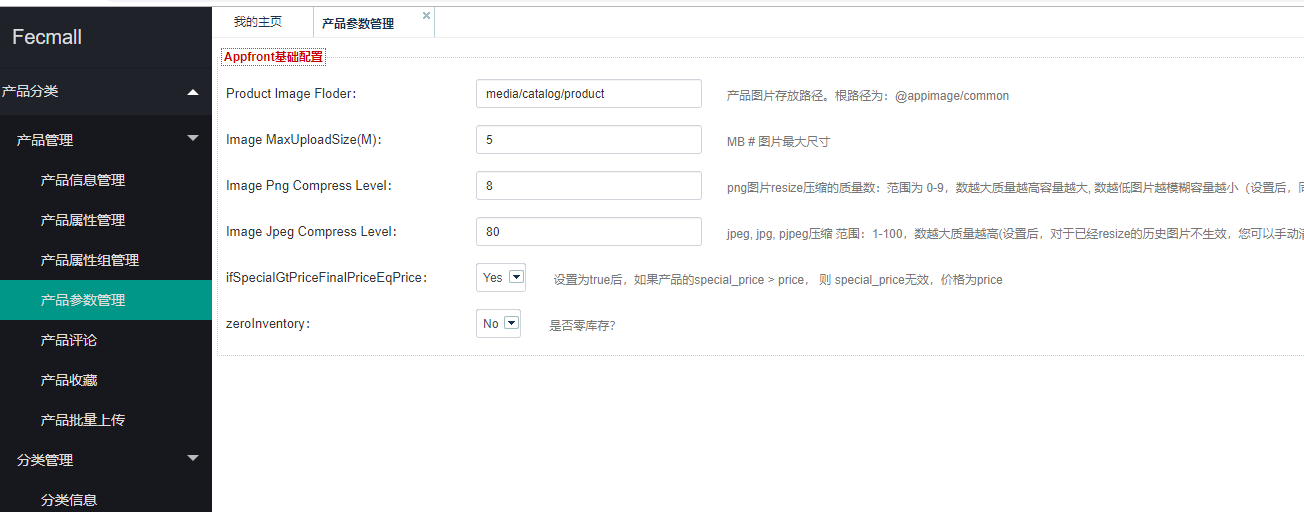 Fecmall
我的主页
产品参数管理
产品分类
产品管理
产品信息管理
产品属性管理
产品属性组管理
产品参数管理
产品评论
产品收藏
产品批量上传
分类管理
分类信息
Appfront基础配置
Product Image Floder：
media/catalog/product
产品图片存放路径。根路径为：@appimage/common
Image MaxUploadSize(M)：
5
MB # 图片最大尺寸
Image Png Compress Level：
8
png图片resize压缩的质量数：范围为 0-9，数越大质量越高容量越大, 数越低图片越模糊容量越小（设置后，
Image Jpeg Compress Level：
80
jpeg, jpg, pjpeg压缩 范围：1-100，数越大质量越高(设置后，对于已经resize的历史图片不生效，您可以手动
ifSpecialGtPriceFinalPriceEqPrice：
Yes
设置为true后，如果产品的special_price > price， 则 special_price无效，价格为price
zeroInventory：
No
是否零库存？